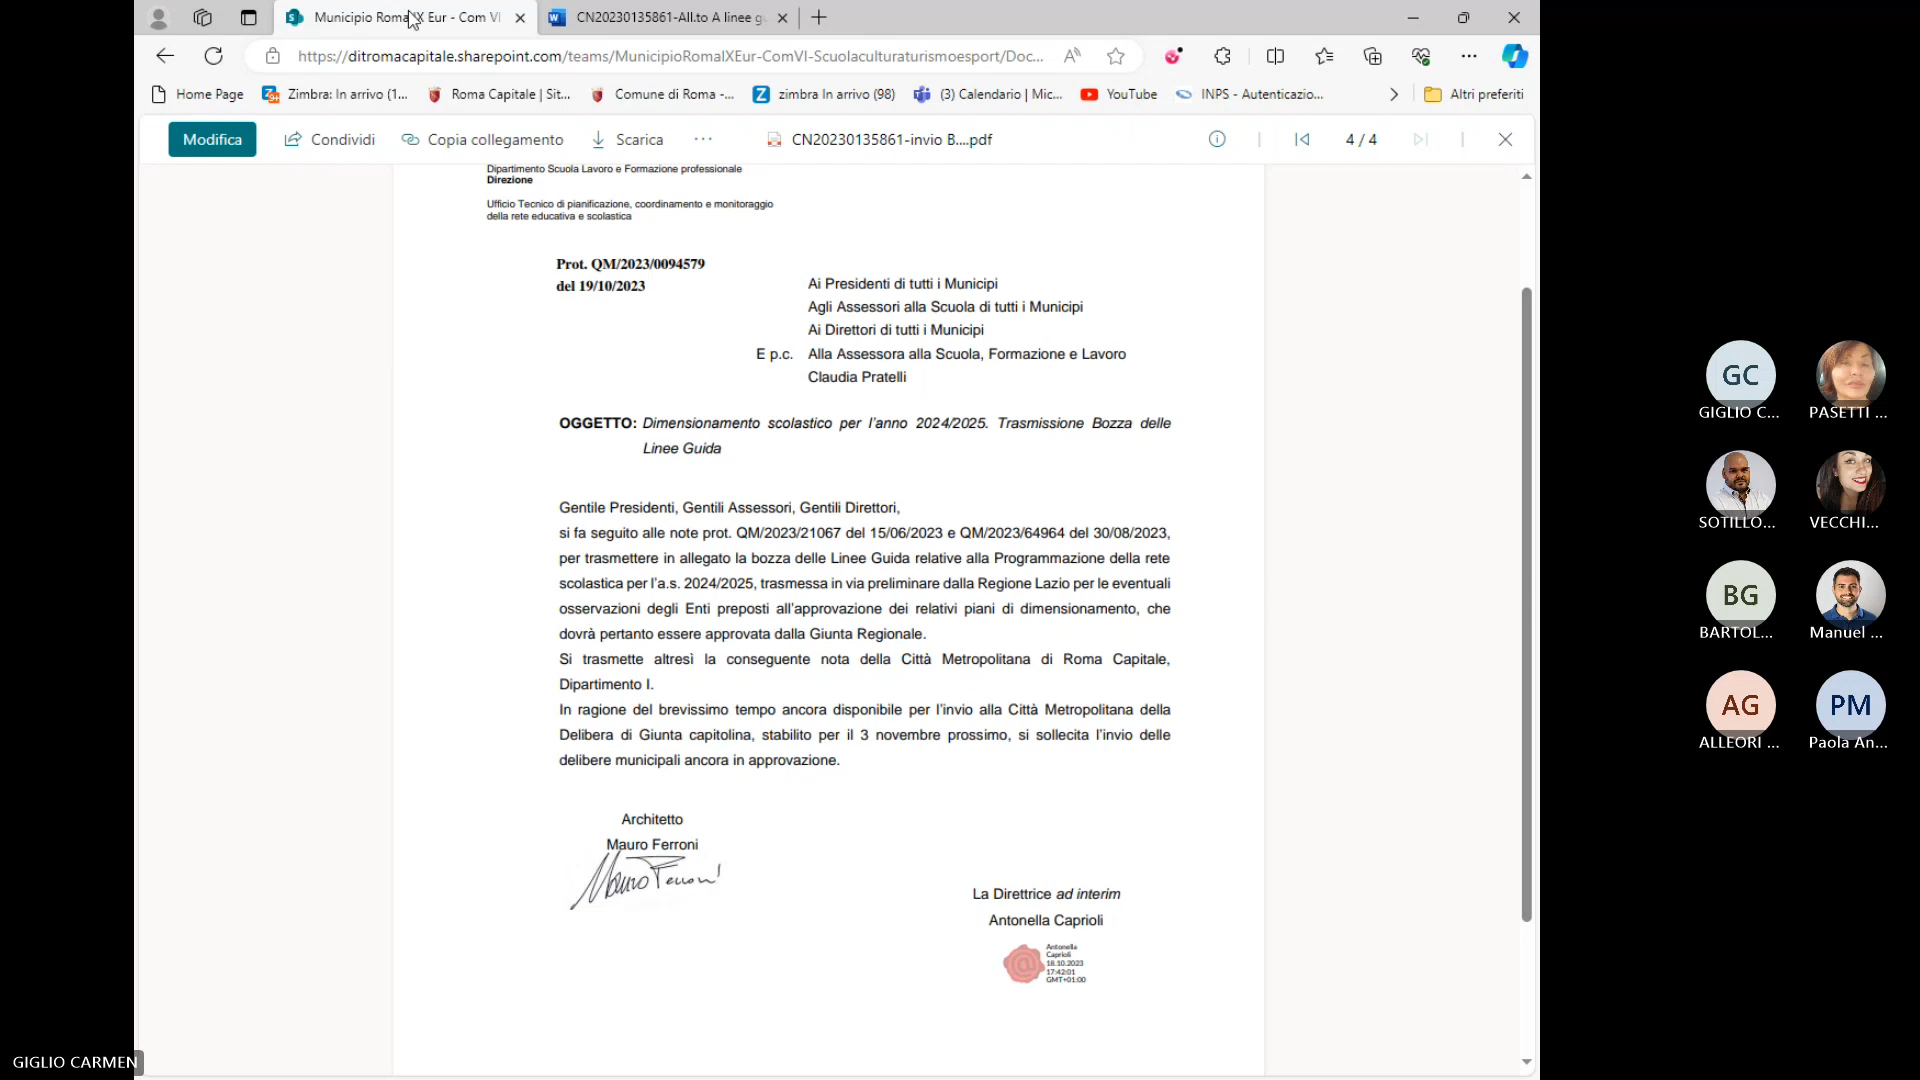 Municipio Roma IX Eur - Com VI
CN20230135861-All.to A linee g
https://ditromacapitale.sharepoint.com/teams/MunicipioRomaIXEur-ComVI-Scuolaculturaturismoesport/Doc...
Home Page
Zimbra: In arrivo (1...
Roma Capitale | Sit...
Comune di Roma -...
zimbra In arrivo (98)
(3) Calendario | Mic...
YouTube
INPS - Autenticazio...
Altri preferiti
Modifica
Condividi
Copia collegamento
Scarica
CN20230135861-invio B....pdf
4 / 4
Dipartimento Scuola Lavoro e Formazione professionale
Direzione
Ufficio Tecnico di pianificazione, coordinamento e monitoraggio
della rete educativa e scolastica
Prot. QM/2023/0094579
del 19/10/2023
Ai Presidenti di tutti i Municipi
Agli Assessori alla Scuola di tutti i Municipi
Ai Direttori di tutti i Municipi
E p.c. Alla Assessora alla Scuola, Formazione e Lavoro
Claudia Pratelli
OGGETTO: Dimensionamento scolastico per l'anno 2024/2025. Trasmissione Bozza delle
Linee Guida
Gentile Presidenti, Gentili Assessori, Gentili Direttori,
si fa seguito alle note prot. QM/2023/21067 del 15/06/2023 e QM/2023/64964 del 30/08/2023,
per trasmettere in allegato la bozza delle Linee Guida relative alla Programmazione della rete
scolastica per l'a.s. 2024/2025, trasmessa in via preliminare dalla Regione Lazio per le eventuali
osservazioni degli Enti preposti all'approvazione dei relativi piani di dimensionamento, che
dovrà pertanto essere approvata dalla Giunta Regionale.
Si trasmette altresì la conseguente nota della Città Metropolitana di Roma Capitale,
Dipartimento I.
In ragione del brevissimo tempo ancora disponibile per l'invio alla Città Metropolitana della
Delibera di Giunta capitolina, stabilito per il 3 novembre prossimo, si sollecita l'invio delle
delibere municipali ancora in approvazione.
Architetto
Mauro Ferroni
Mauro Ferroni
La Direttrice ad interim
Antonella Caprioli
Antonella
Caprioli
18.10.2023
17:42:01
GMT+01:00
GC
GIGLIO C...
PASETTI ...
SOTILLO...
VECCHI...
BG
BARTOL...
Manuel ...
AG
ALLEORI ...
PM
Paola An...
GIGLIO CARMEN